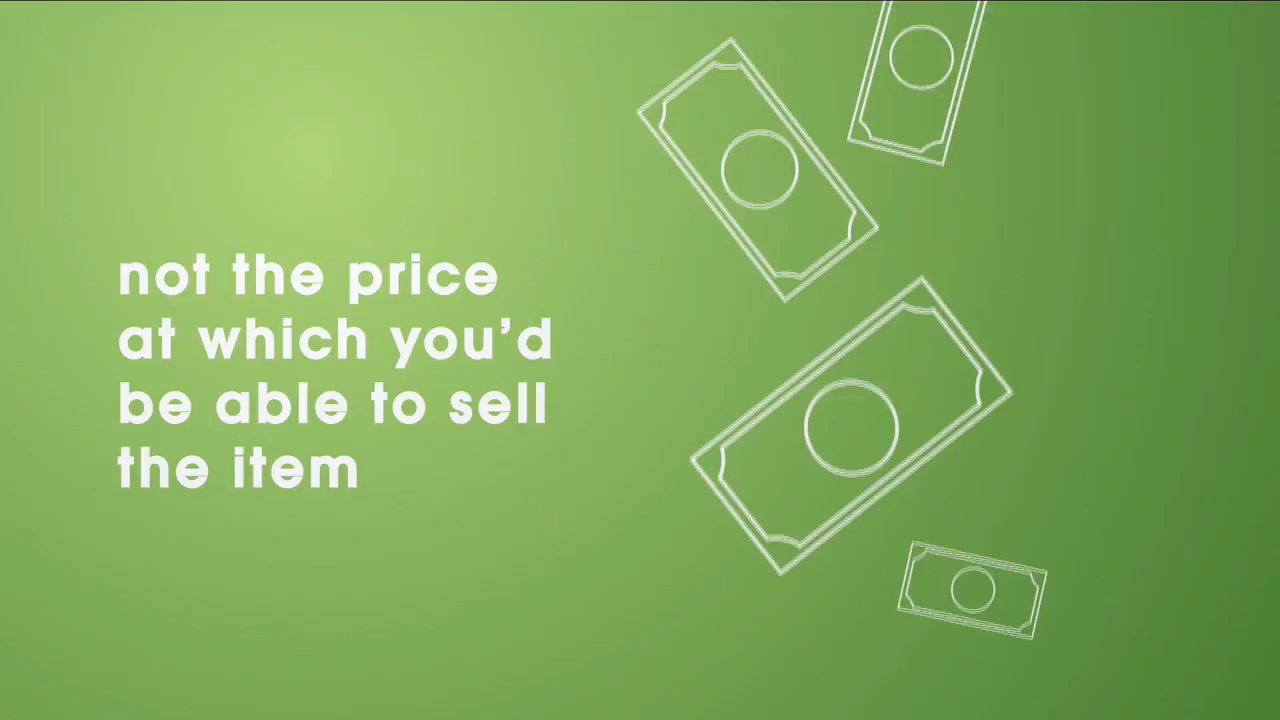 not the price
at which you’d
be able to sell
the item